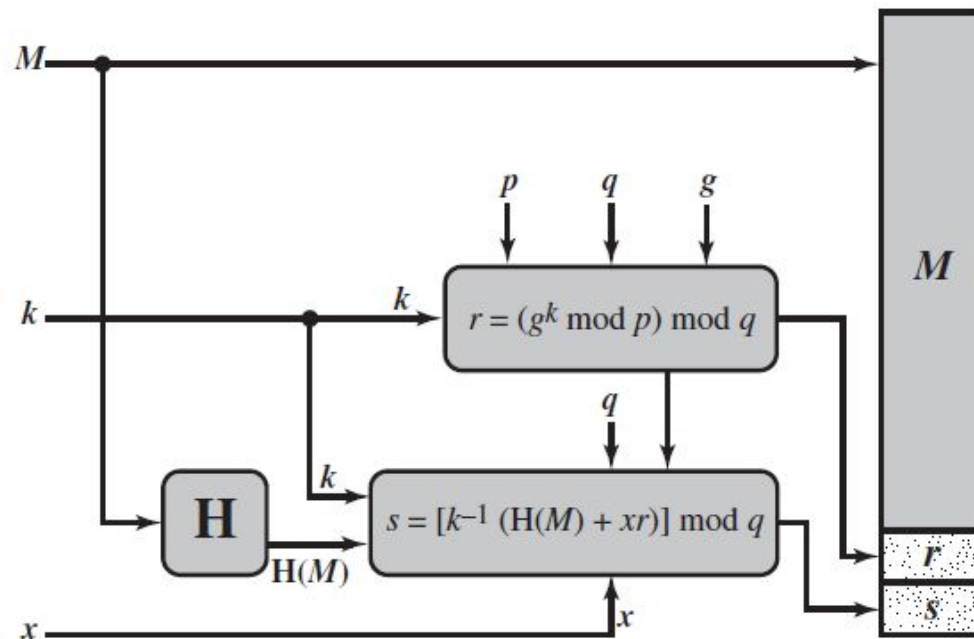 M
p q g
M
k
k
r = (g^k mod p) mod q
q
k
H
s = [k^–1 (H(M) + xr)] mod q
r
H(M)
s
x
x